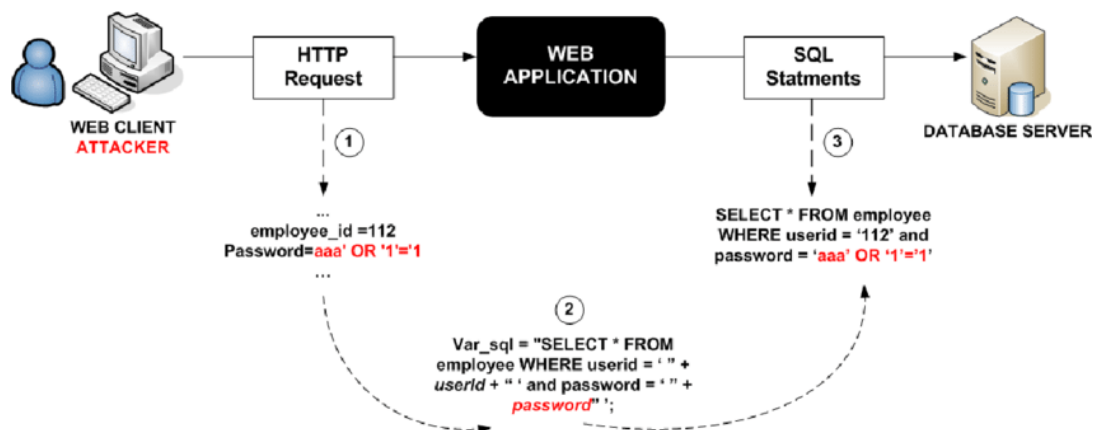 HTTP
Request
WEB
APPLICATION
SQL
Statments
WEB CLIENT
ATTACKER
DATABASE SERVER
1
3
...
employee_id =112
Password=aaa' OR '1'='1
...
SELECT * FROM employee
WHERE userid = ‘112’ and
password = ‘aaa’ OR ‘1’=’1’
2
Var_sql = "SELECT * FROM
employee WHERE userid = ‘ ” +
userid + “ ‘ and password = ‘ ” +
password” ‘;